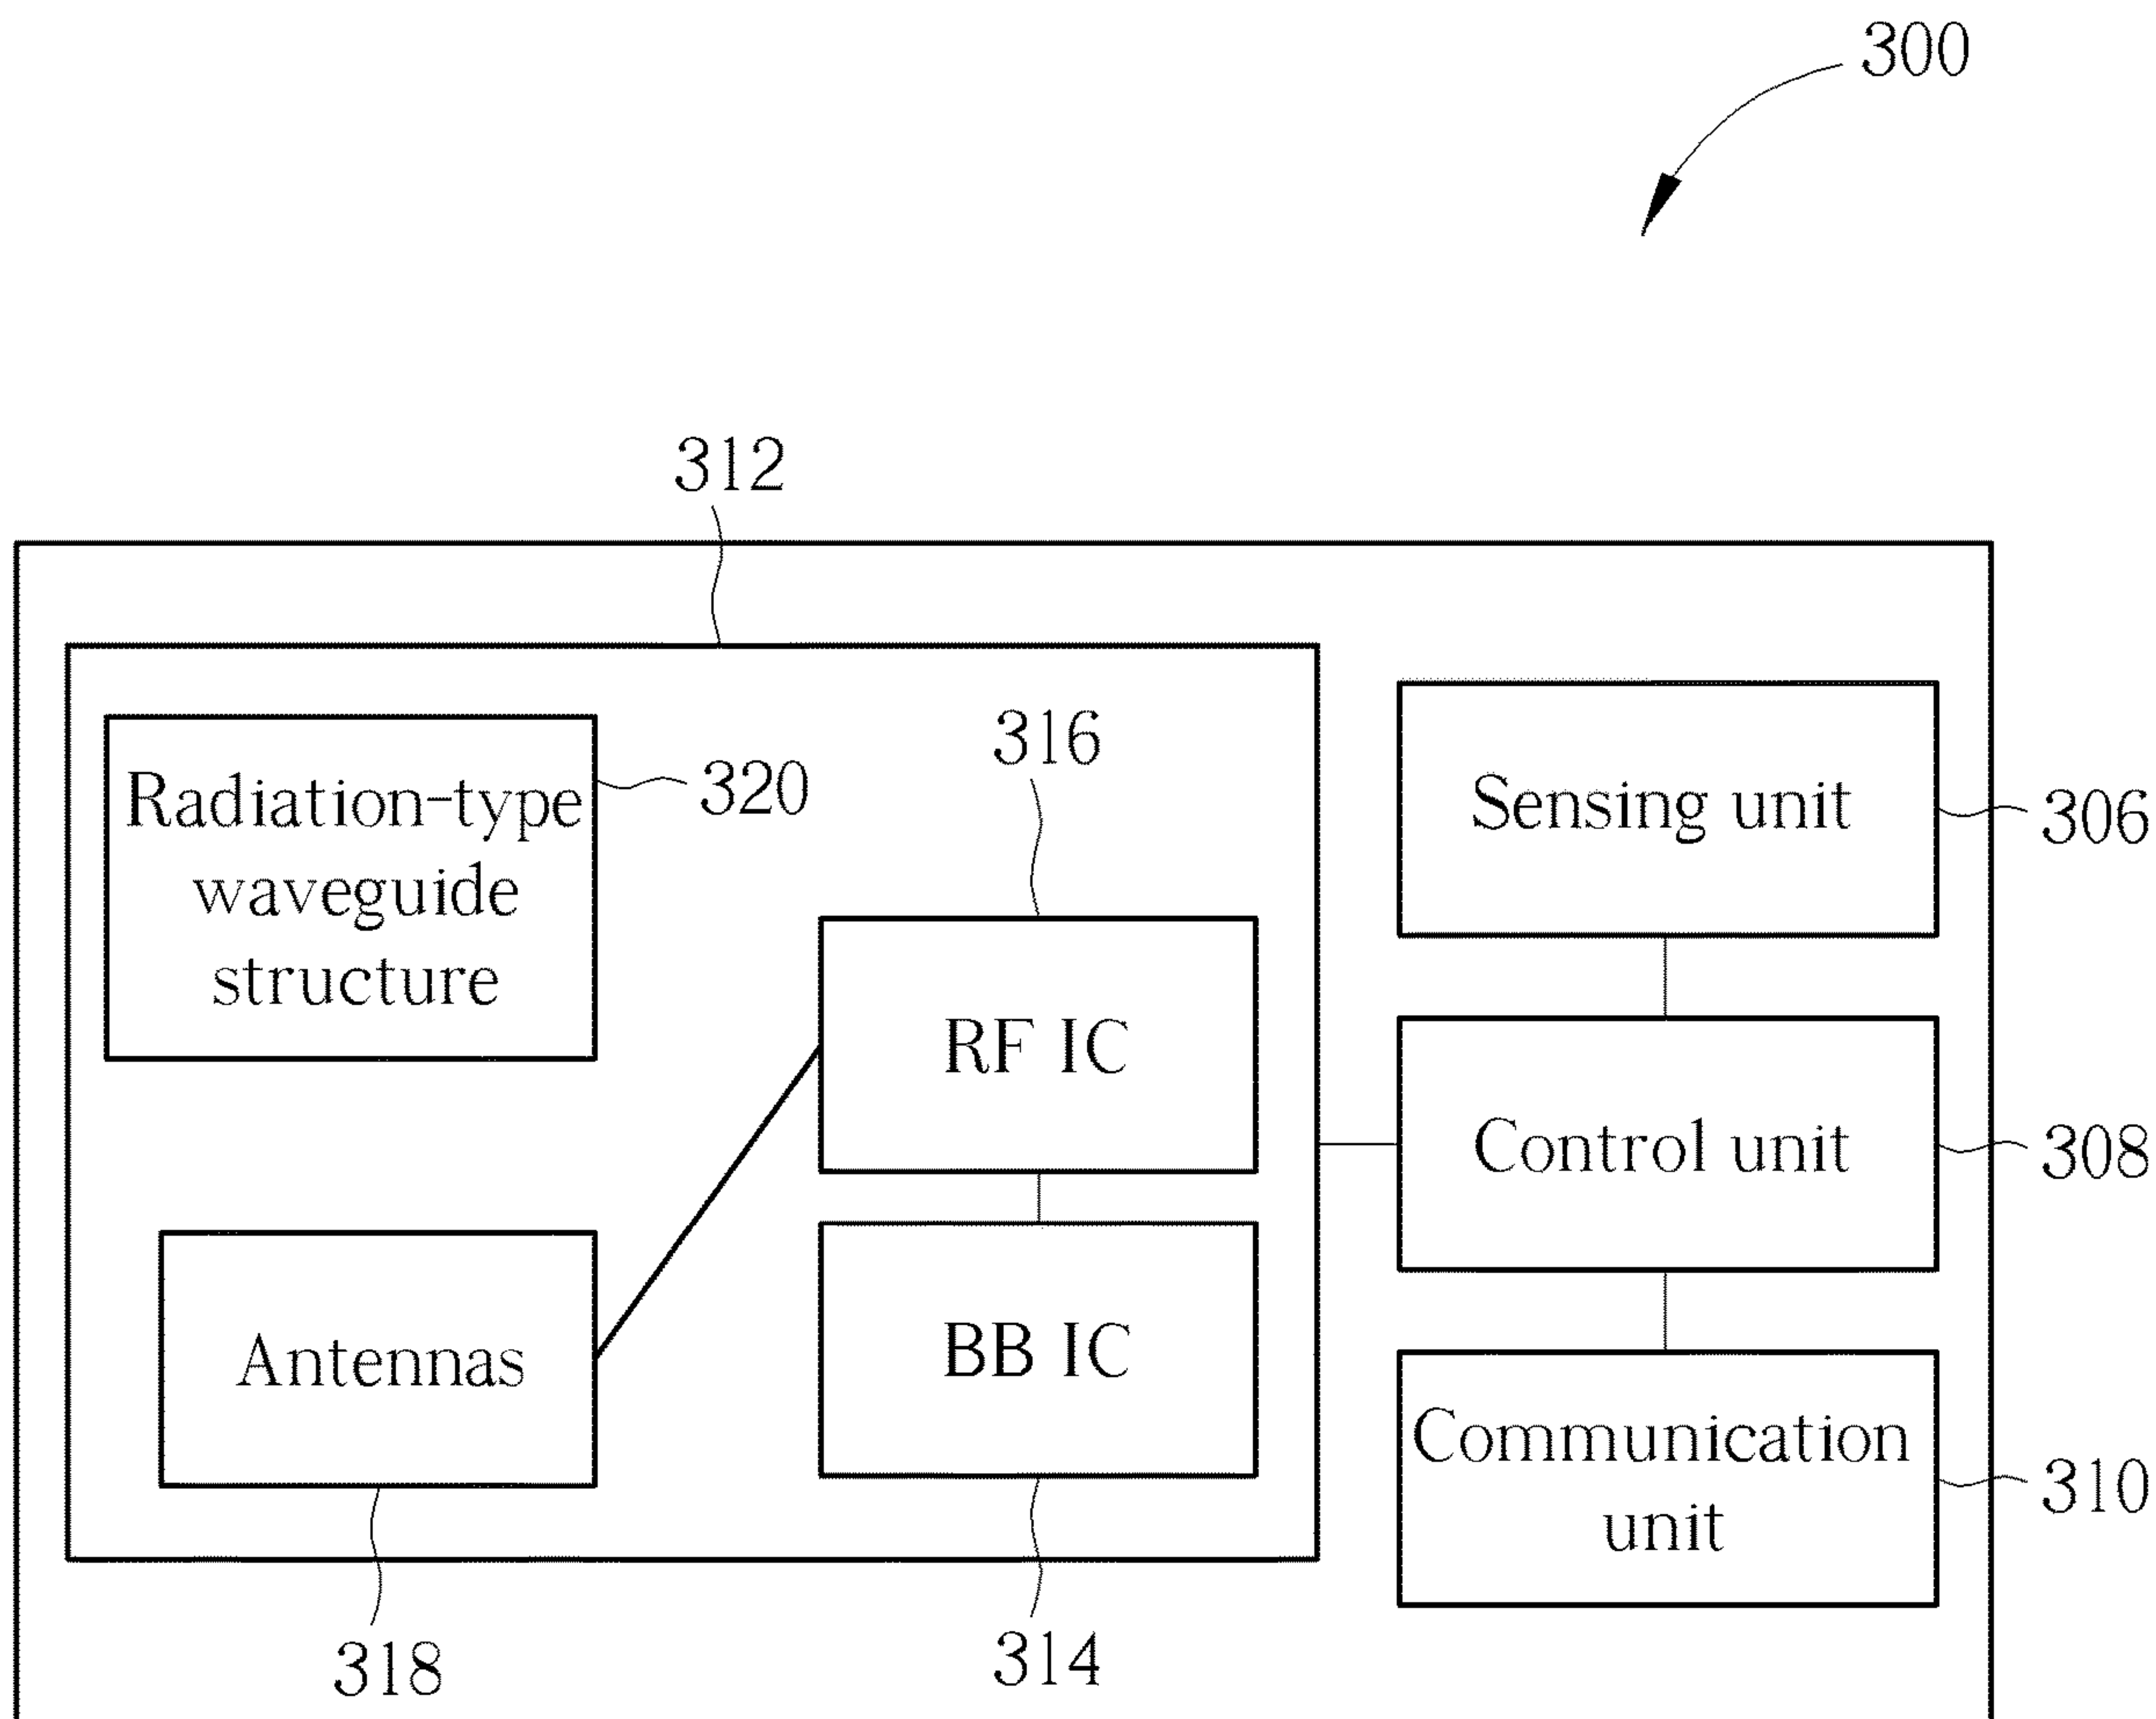 300
312
Radiation-type
waveguide
structure
320
316
Sensing unit
306
RF IC
Control unit
308
Antennas
BB IC
Communication
unit
310
318
314